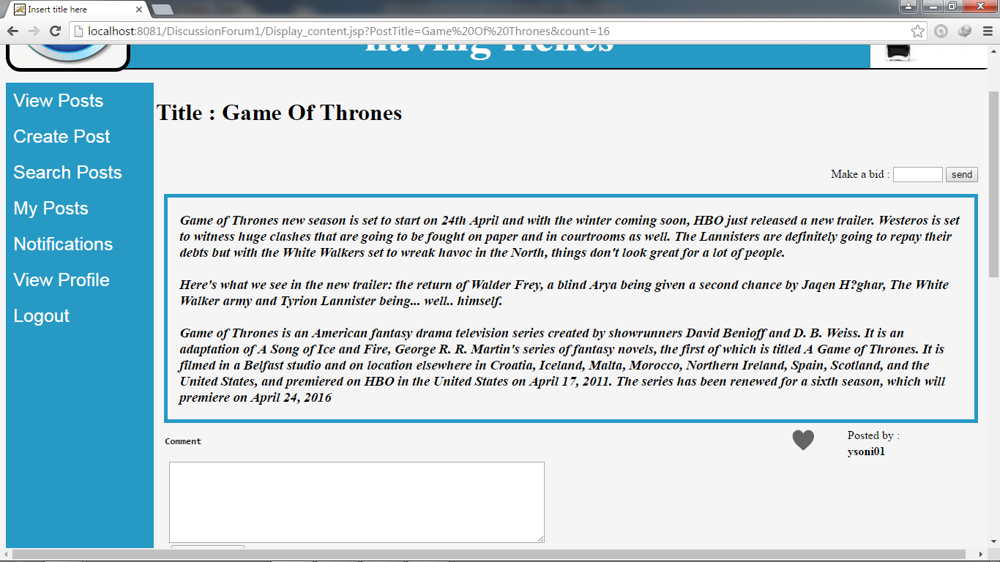 Insert title here
localhost:8081/DiscussionForum1/Display_content.jsp?PostTitle=Game%20Of%20Thrones&count=16
having
View Posts
Create Post
Search Posts
My Posts
Notifications
View Profile
Logout
Title : Game Of Thrones
Make a bid :
send
Game of Thrones new season is set to start on 24th April and with the winter coming soon, HBO just released a new trailer. Westeros is set
to witness huge clashes that are going to be fought on paper and in courtrooms as well. The Lannisters are definitely going to repay their
debts but with the White Walkers set to wreak havoc in the North, things don't look great for a lot of people.
Here's what we see in the new trailer: the return of Walder Frey, a blind Arya being given a second chance by Jaqen H?ghar, The White
Walker army and Tyrion Lannister being... well.. himself.
Game of Thrones is an American fantasy drama television series created by showrunners David Benioff and D. B. Weiss. It is an
adaptation of A Song of Ice and Fire, George R. R. Martin's series of fantasy novels, the first of which is titled A Game of Thrones. It is
filmed in a Belfast studio and on location elsewhere in Croatia, Iceland, Malta, Morocco, Northern Ireland, Spain, Scotland, and the
United States, and premiered on HBO in the United States on April 17, 2011. The series has been renewed for a sixth season, which will
premiere on April 24, 2016
Comment
Posted by :
ysoni01